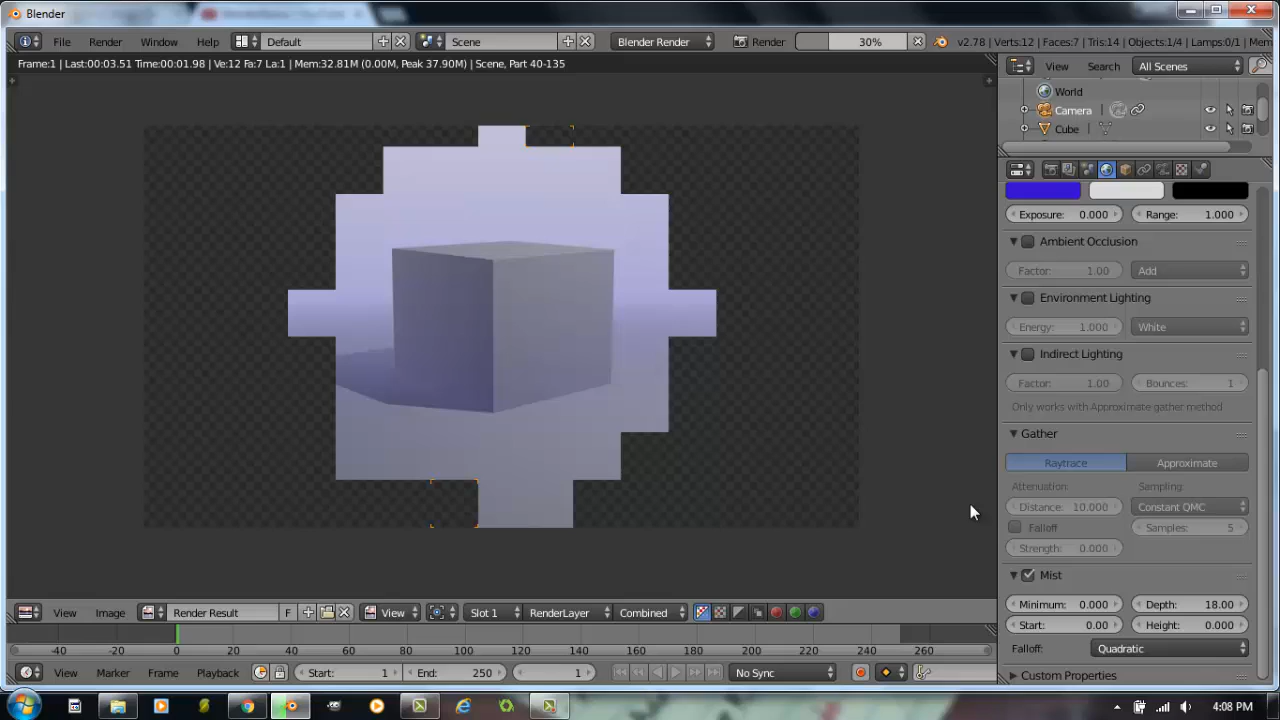 Blender
File Render Window Help Default Scene Blender Render Render 30% v2.78 | Verts:12 | Faces:7 | Tris:14 | Objects:1/4 | Lamps:0/1 | Mem
Frame:1 | Last:00:03.51 Time:00:01.98 | Ve:12 Fa:7 La:1 | Mem:32.81M (0.00M, Peak 37.90M) | Scene, Part 40-135
View Search All Scenes
World
Camera
Cube
Exposure: 0.000 Range: 1.000
Ambient Occlusion
Factor: 1.00 Add
Environment Lighting
Energy: 1.000 White
Indirect Lighting
Factor: 1.00 Bounces: 1
Only works with Approximate gather method
Gather
Raytrace Approximate
Attenuation: Sampling:
Distance: 10.000 Constant QMC
Falloff Samples: 5
Strength: 0.000
Mist
Minimum: 0.000 Depth: 18.00
Start: 0.00 Height: 0.000
Falloff: Quadratic
Custom Properties
View Image Render Result F View Slot 1 RenderLayer Combined
-40 -20 0 20 40 60 80 100 120 140 160 180 200 220 240 260
View Marker Frame Playback Start: 1 End: 250 1 No Sync
4:08 PM